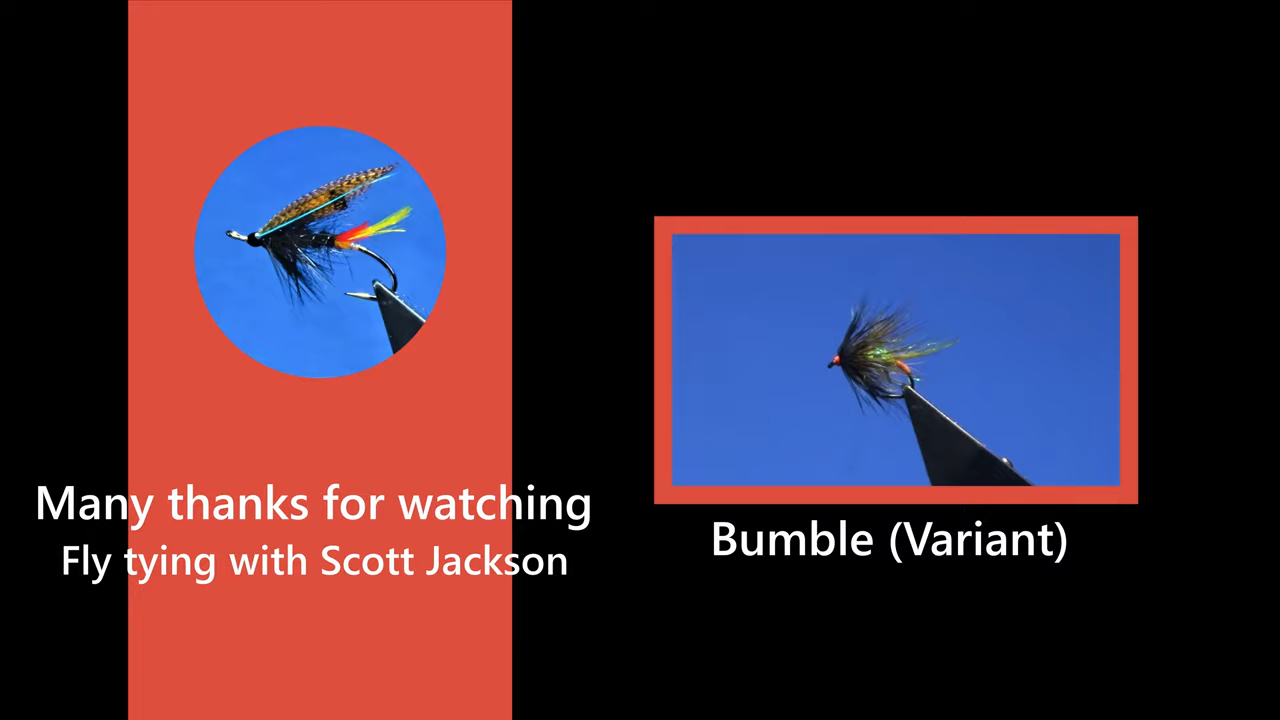 Many thanks for watching
Fly tying with Scott Jackson
Bumble (Variant)